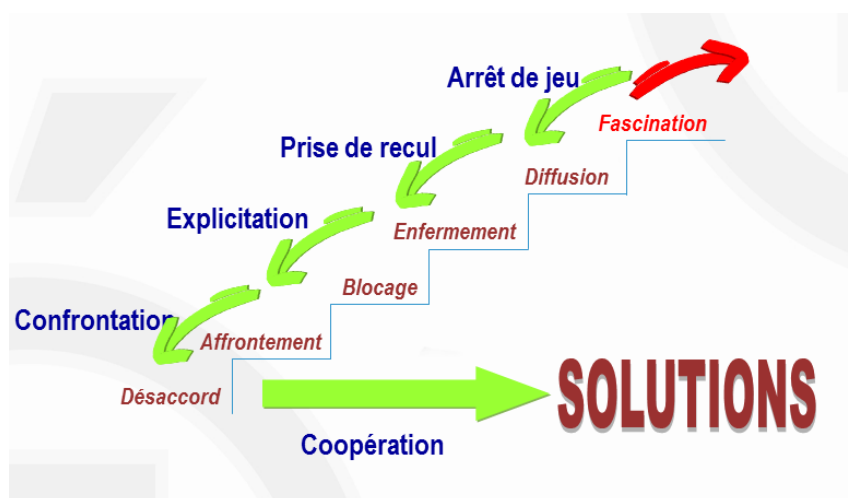 Arrêt de jeu
Fascination
Prise de recul
Diffusion
Explicitation
Enfermement
Blocage
Confrontation
Affrontement
Désaccord
SOLUTIONS
Coopération